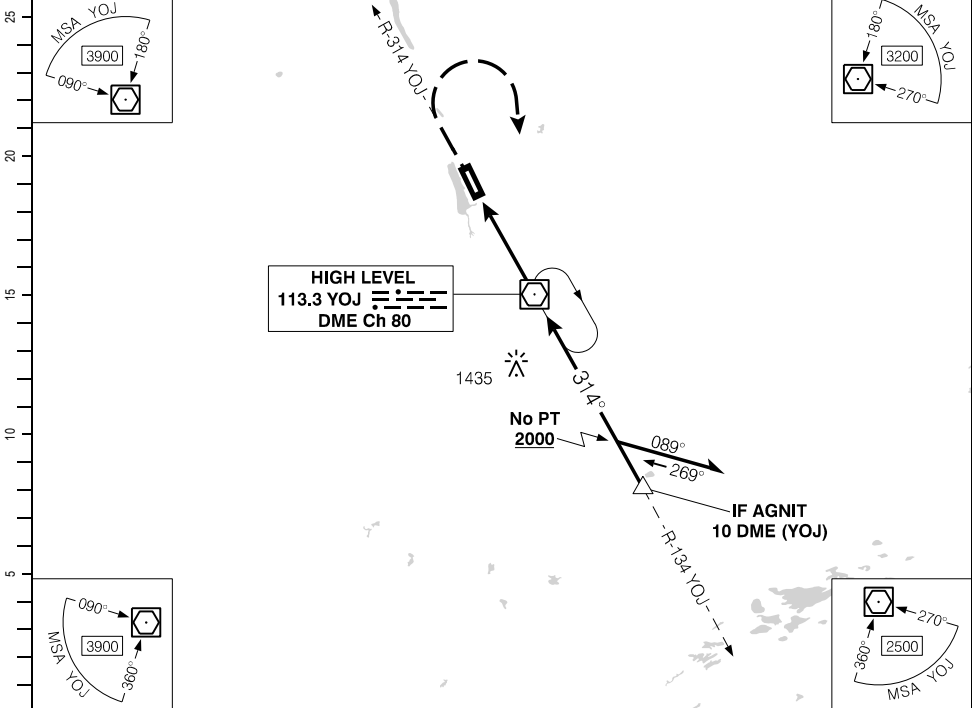 25
20
15
10
5
MSA YOJ
3900
180°
090°
MSA YOJ
3200
180°
270°
R-314 YOJ
HIGH LEVEL
113.3 YOJ
DME Ch 80
1435
314°
No PT
2000
089°
269°
IF AGNIT
10 DME (YOJ)
R-134 YOJ
MSA YOJ
3900
090°
360°
MSA YOJ
2500
270°
360°